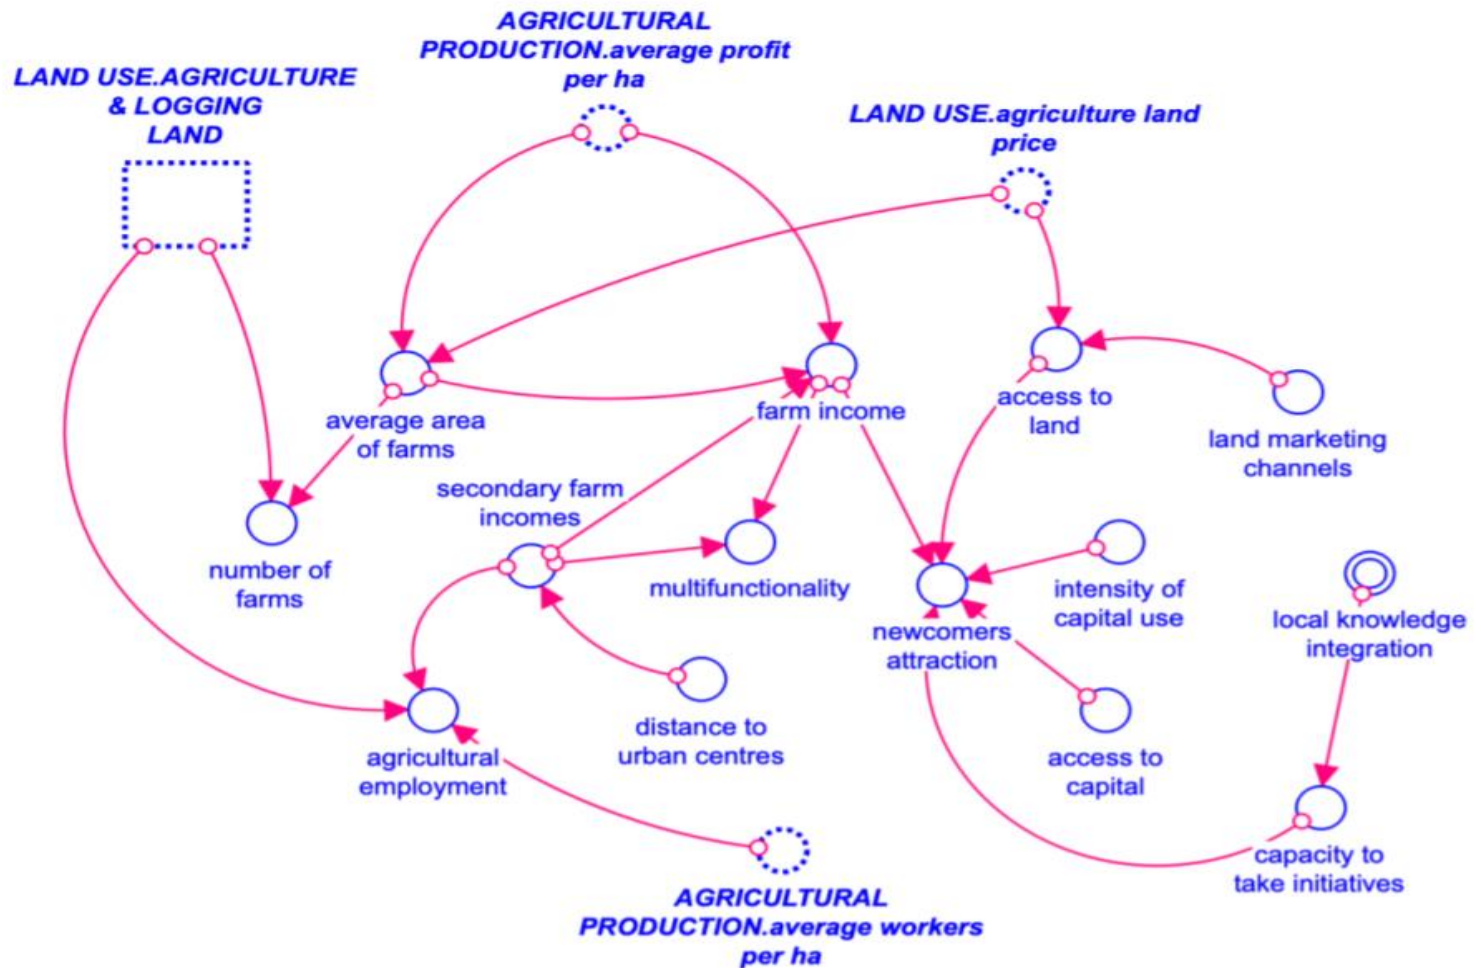 AGRICULTURAL
PRODUCTION.average profit
per ha
LAND USE.AGRICULTURE
& LOGGING
LAND
LAND USE.agriculture land
price
average area
of farms
farm income
access to
land
land marketing
channels
secondary farm
incomes
number of
farms
multifunctionality
intensity of
capital use
newcomers
attraction
local knowledge
integration
distance to
urban centres
agricultural
employment
access to
capital
capacity to
take initiatives
AGRICULTURAL
PRODUCTION.average workers
per ha